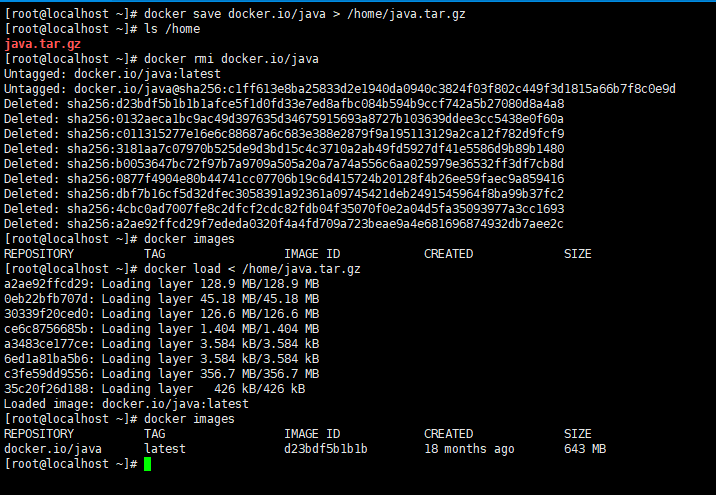 [root@localhost ~]# docker save docker.io/java > /home/java.tar.gz
[root@localhost ~]# ls /home
java.tar.gz
[root@localhost ~]# docker rmi docker.io/java
Untagged: docker.io/java:latest
Untagged: docker.io/java@sha256:c1ff613e8ba25833d2e1940da0940c3824f03f802c449f3d1815a66b7f8c0e9d
Deleted: sha256:d23bdf5b1b1b1afce5f1d0fd33e7ed8afbc084b594b9ccf742a5b27080d8a4a8
Deleted: sha256:0132aeca1bc9ac49d397635d34675915693a8727b103639ddee3cc5438e0f60a
Deleted: sha256:c011315277e16e6c88687a6c683e388e2879f9a195113129a2ca12f782d9fcf9
Deleted: sha256:3181aa7c07970b525de9d3bd15c4c3710a2ab49fd5927df41e5586d9b89b1480
Deleted: sha256:b0053647bc72f97b7a9709a505a20a7a74a556c6aa025979e36532ff3df7cb8d
Deleted: sha256:0877f4904e80b44741cc07706b19c6d415724b20128f4b26ee59faec9a859416
Deleted: sha256:dbf7b16cf5d32dfec3058391a92361a09745421deb2491545964f8ba99b37fc2
Deleted: sha256:4cbc0ad7007fe8c2dfcf2cdc82fdb04f35070f0e2a04d5fa35093977a3cc1693
Deleted: sha256:a2ae92ffcd29f7ededa0320f4a4fd709a723beae9a4e681696874932db7aee2c
[root@localhost ~]# docker images
REPOSITORY TAG IMAGE ID CREATED SIZE
[root@localhost ~]# docker load < /home/java.tar.gz
a2ae92ffcd29: Loading layer 128.9 MB/128.9 MB
0eb22bfb707d: Loading layer 45.18 MB/45.18 MB
30339f20ced0: Loading layer 126.6 MB/126.6 MB
ce6c8756685b: Loading layer 1.404 MB/1.404 MB
a3483ce177ce: Loading layer 3.584 kB/3.584 kB
6ed1a81ba5b6: Loading layer 3.584 kB/3.584 kB
c3fe59dd9556: Loading layer 356.7 MB/356.7 MB
35c20f26d188: Loading layer 426 kB/426 kB
Loaded image: docker.io/java:latest
[root@localhost ~]# docker images
REPOSITORY TAG IMAGE ID CREATED SIZE
docker.io/java latest d23bdf5b1b1b 18 months ago 643 MB
[root@localhost ~]#